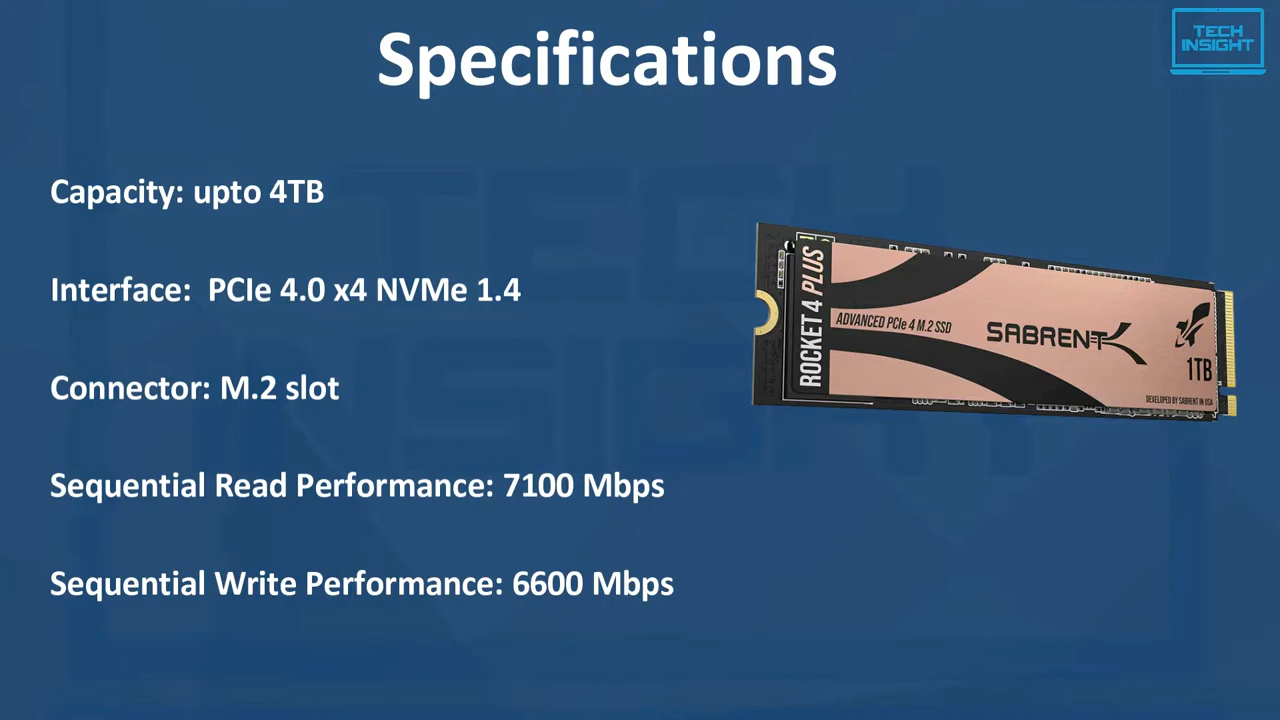 Specifications
TECH
INSIGHT
Capacity: upto 4TB
Interface: PCIe 4.0 x4 NVMe 1.4
Connector: M.2 slot
Sequential Read Performance: 7100 Mbps
Sequential Write Performance: 6600 Mbps
ROCKET 4 PLUS
ADVANCED PCIe 4 M.2 SSD
SABRENT
1TB
DEVELOPED BY SABRENT IN USA
TECH
INSIGHT